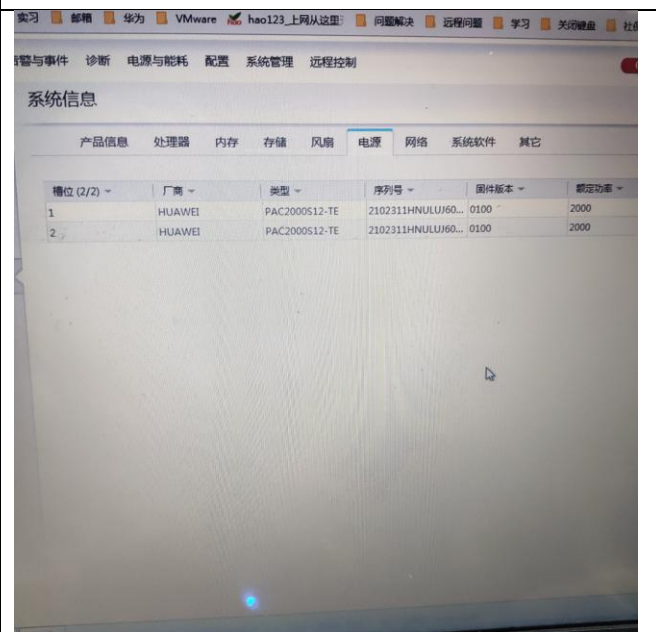 实习 邮箱 华为 VMware hao123_上网从这里 问题解决 远程问题 学习 关闭键盘
警与事件 诊断 电源与能耗 配置 系统管理 远程控制
系统信息
产品信息 处理器 内存 存储 风扇 电源 网络 系统软件 其它
槽位 (2/2) 厂商 类型 序列号 固件版本 额定功率
1 HUAWEI PAC2000S12-TE 2102311HNULUJ60... 0100 2000
2 HUAWEI PAC2000S12-TE 2102311HNULUJ60... 0100 2000